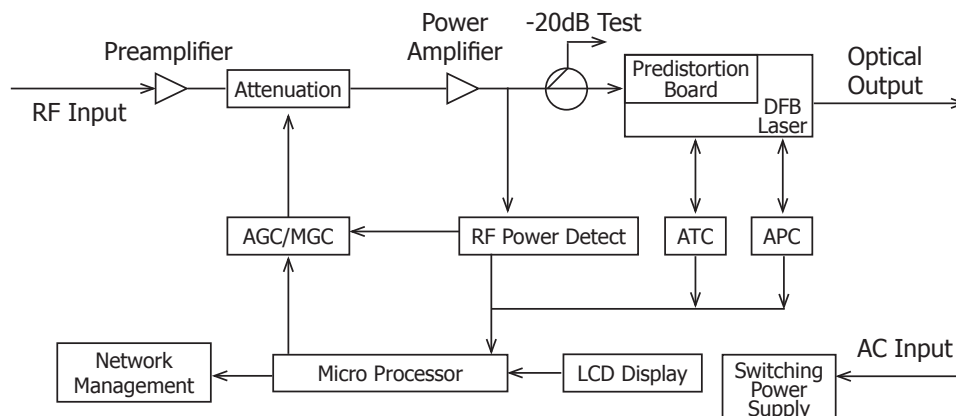 -20dB Test
Power
Amplifier
Preamplifier
Optical
Output
Predistortion
Board
Attenuation
RF Input
DFB
Laser
AGC/MGC
RF Power Detect
ATC
APC
Network
Management
Micro Processor
LCD Display
AC Input
Switching
Power
Supply